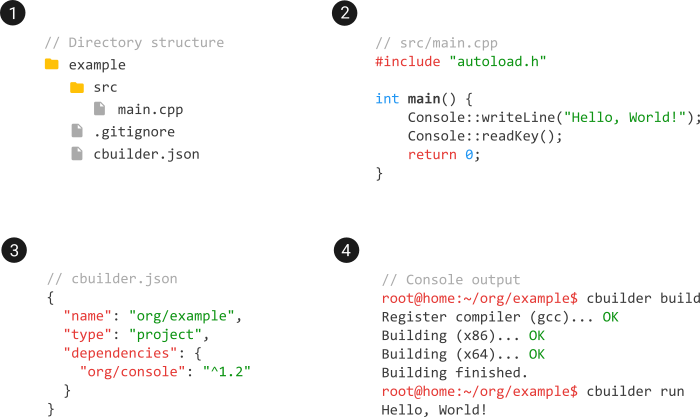 1
// Directory structure
example
src
main.cpp
.gitignore
cbuilder.json
2
// src/main.cpp
#include "autoload.h"
int main() {
Console::writeLine("Hello, World!");
Console::readKey();
return 0;
}
3
// cbuilder.json
{
"name": "org/example",
"type": "project",
"dependencies": {
"org/console": "^1.2"
}
}
4
// Console output
root@home:~/org/example$ cbuilder build
Register compiler (gcc)... OK
Building (x86)... OK
Building (x64)... OK
Building finished.
root@home:~/org/example$ cbuilder run
Hello, World!